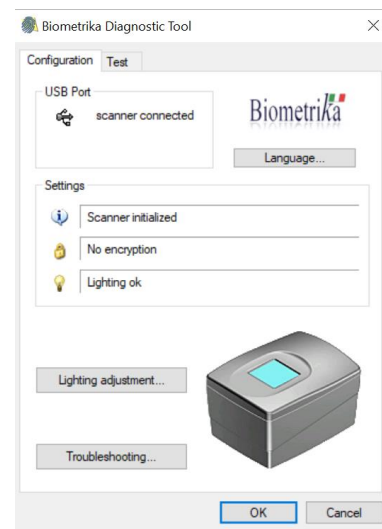 Biometrika Diagnostic Tool
Configuration Test
USB Port
scanner connected
Biometrika
Language...
Settings
Scanner initialized
No encryption
Lighting ok
Lighting adjustment...
Troubleshooting...
OK Cancel